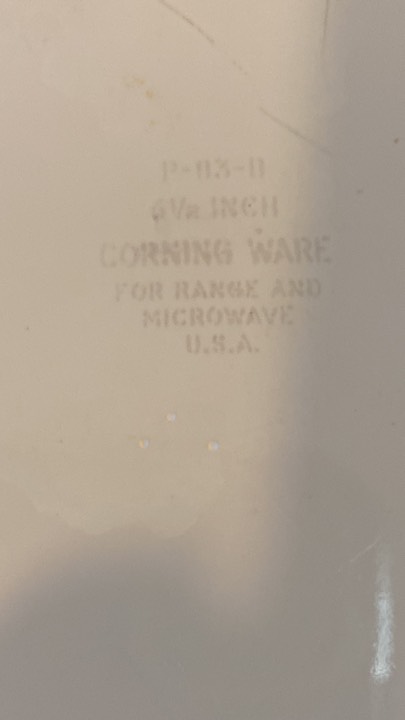 P-83-B
6½ INCH
CORNING WARE
FOR RANGE AND
MICROWAVE
U.S.A.